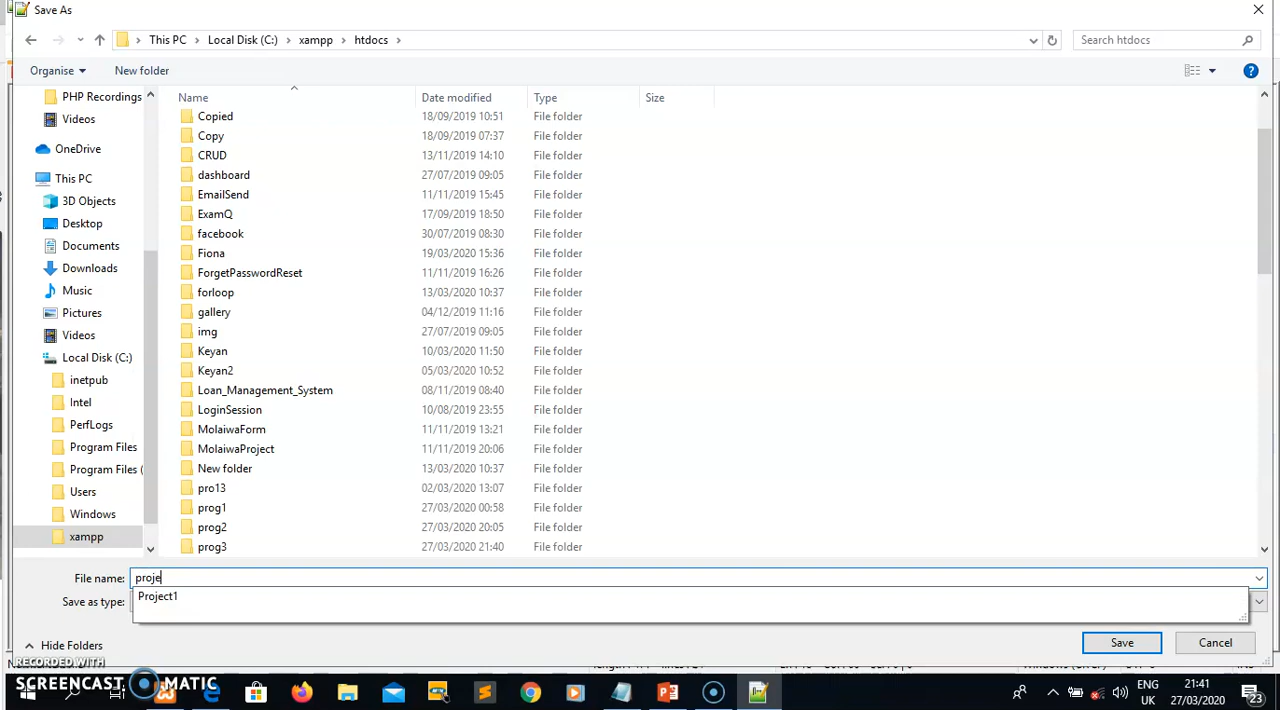 Save As
This PC > Local Disk (C:) > xampp > htdocs >
Search htdocs
Organise
New folder
PHP Recordings
Videos
OneDrive
This PC
3D Objects
Desktop
Documents
Downloads
Music
Pictures
Videos
Local Disk (C:)
inetpub
Intel
PerfLogs
Program Files
Program Files (
Users
Windows
xampp
Name Date modified Type Size
Copied 18/09/2019 10:51 File folder
Copy 18/09/2019 07:37 File folder
CRUD 13/11/2019 14:10 File folder
dashboard 27/07/2019 09:05 File folder
EmailSend 11/11/2019 15:45 File folder
ExamQ 17/09/2019 18:50 File folder
facebook 30/07/2019 08:30 File folder
Fiona 19/03/2020 15:36 File folder
ForgetPasswordReset 11/11/2019 16:26 File folder
forloop 13/03/2020 10:37 File folder
gallery 04/12/2019 11:16 File folder
img 27/07/2019 09:05 File folder
Keyan 10/03/2020 11:50 File folder
Keyan2 05/03/2020 10:52 File folder
Loan_Management_System 08/11/2019 08:40 File folder
LoginSession 10/08/2019 23:55 File folder
MolaiwaForm 11/11/2019 13:21 File folder
MolaiwaProject 11/11/2019 20:06 File folder
New folder 13/03/2020 10:37 File folder
pro13 02/03/2020 13:07 File folder
prog1 27/03/2020 00:58 File folder
prog2 27/03/2020 20:05 File folder
prog3 27/03/2020 21:40 File folder
File name: proje
Project1
Save as type:
Hide Folders
Save
Cancel
RECORDED WITH
SCREENCAST MATIC
ENG
UK
21:41
27/03/2020
23